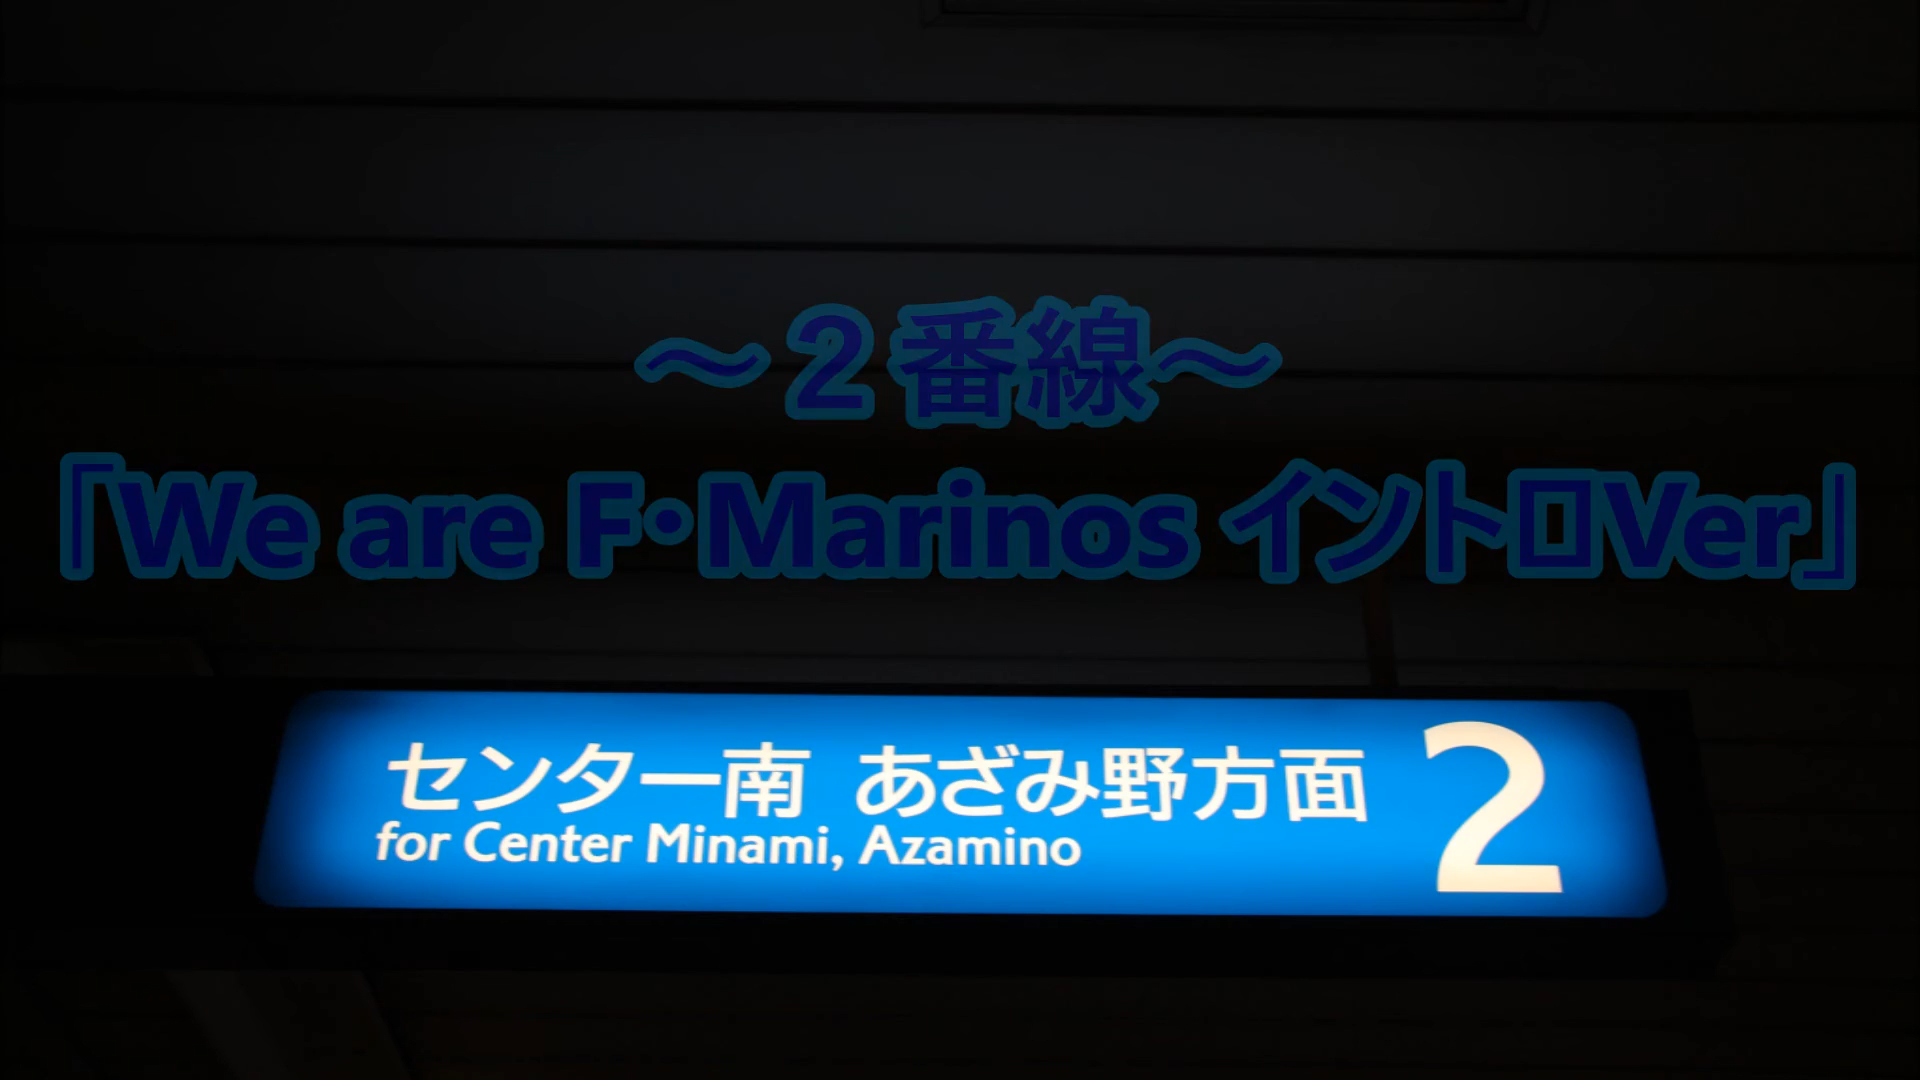 ～２番線～
「We are F・Marinos イントロVer」
センター南 あざみ野方面 2
for Center Minami, Azamino